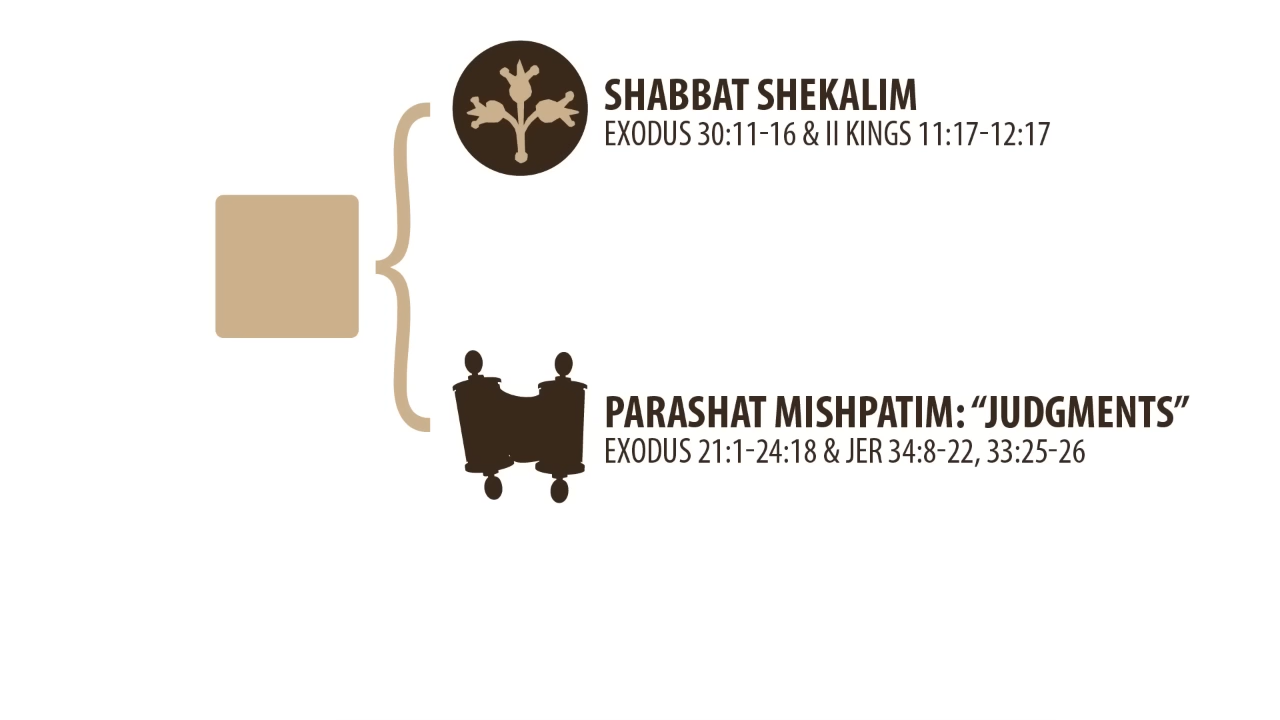 SHABBAT SHEKALIM
EXODUS 30:11-16 & II KINGS 11:17-12:17
PARASHAT MISHPATIM: “JUDGMENTS”
EXODUS 21:1-24:18 & JER 34:8-22, 33:25-26